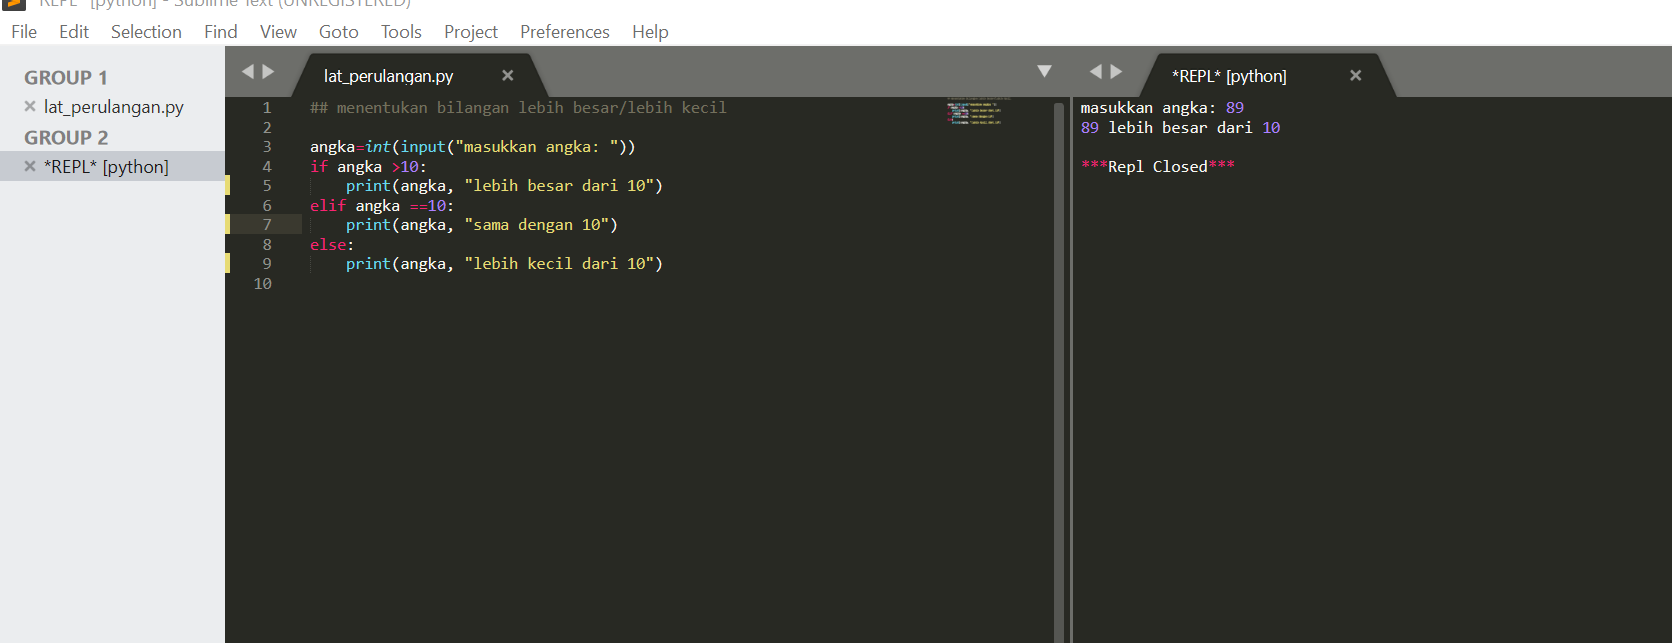 REPL* [python] - Sublime Text (UNREGISTERED)
File Edit Selection Find View Goto Tools Project Preferences Help
GROUP 1
lat_perulangan.py
GROUP 2
*REPL* [python]
lat_perulangan.py
1 ## menentukan bilangan lebih besar/lebih kecil
2
3 angka=int(input("masukkan angka: "))
4 if angka >10:
5     print(angka, "lebih besar dari 10")
6 elif angka ==10:
7     print(angka, "sama dengan 10")
8 else:
9     print(angka, "lebih kecil dari 10")
10
*REPL* [python]
masukkan angka: 89
89 lebih besar dari 10
***Repl Closed***